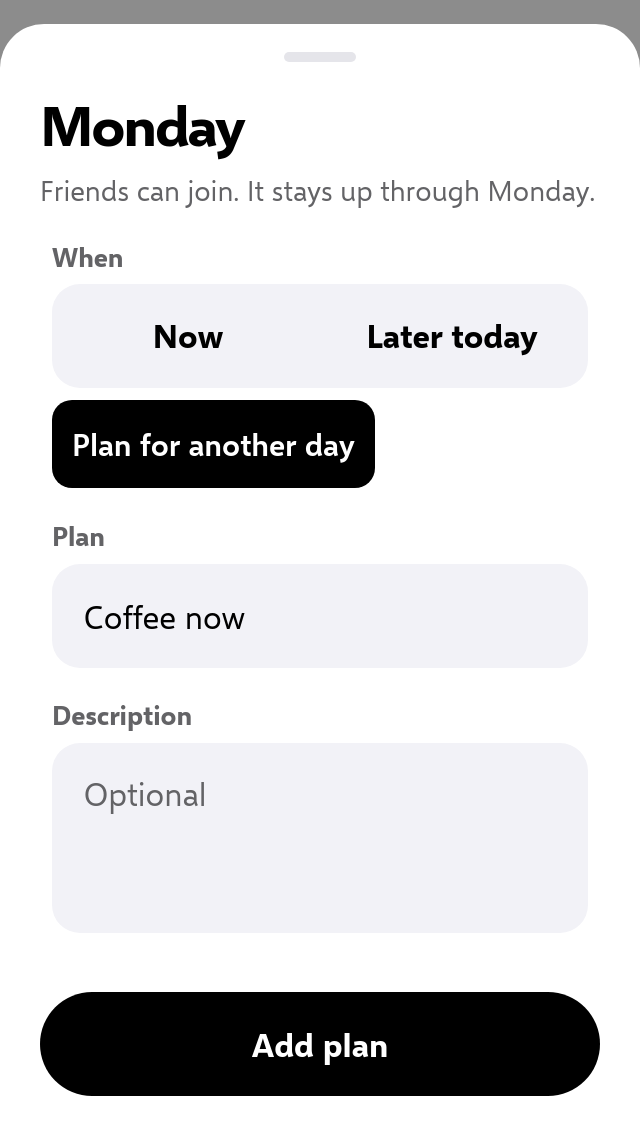 Monday
Friends can join. It stays up through Monday.
When
Now
Later today
Plan for another day
Plan
Coffee now
Description
Optional
Add plan